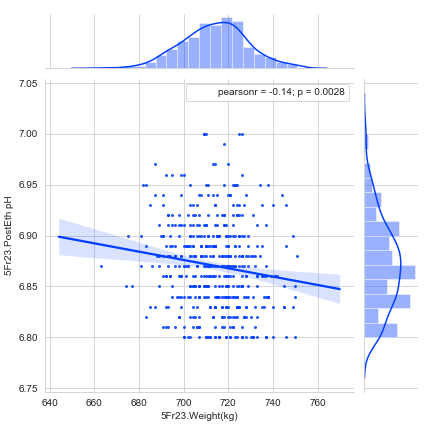 pearsonr = -0.14; p = 0.0028
7.05
7.00
6.95
6.90
6.85
6.80
6.75
5Fr23.PostEth pH
640 660 680 700 720 740 760
5Fr23.Weight(kg)